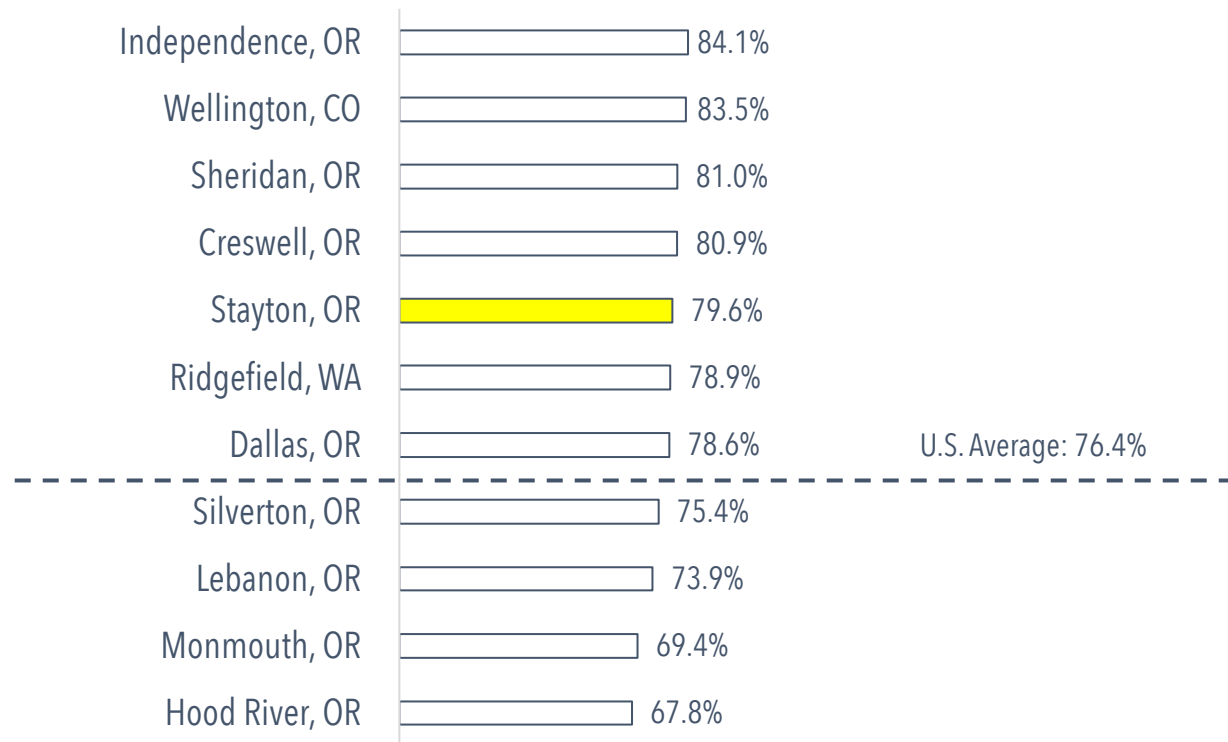 Independence, OR 84.1%
Wellington, CO 83.5%
Sheridan, OR 81.0%
Creswell, OR 80.9%
Stayton, OR 79.6%
Ridgefield, WA 78.9%
Dallas, OR 78.6% U.S. Average: 76.4%
Silverton, OR 75.4%
Lebanon, OR 73.9%
Monmouth, OR 69.4%
Hood River, OR 67.8%